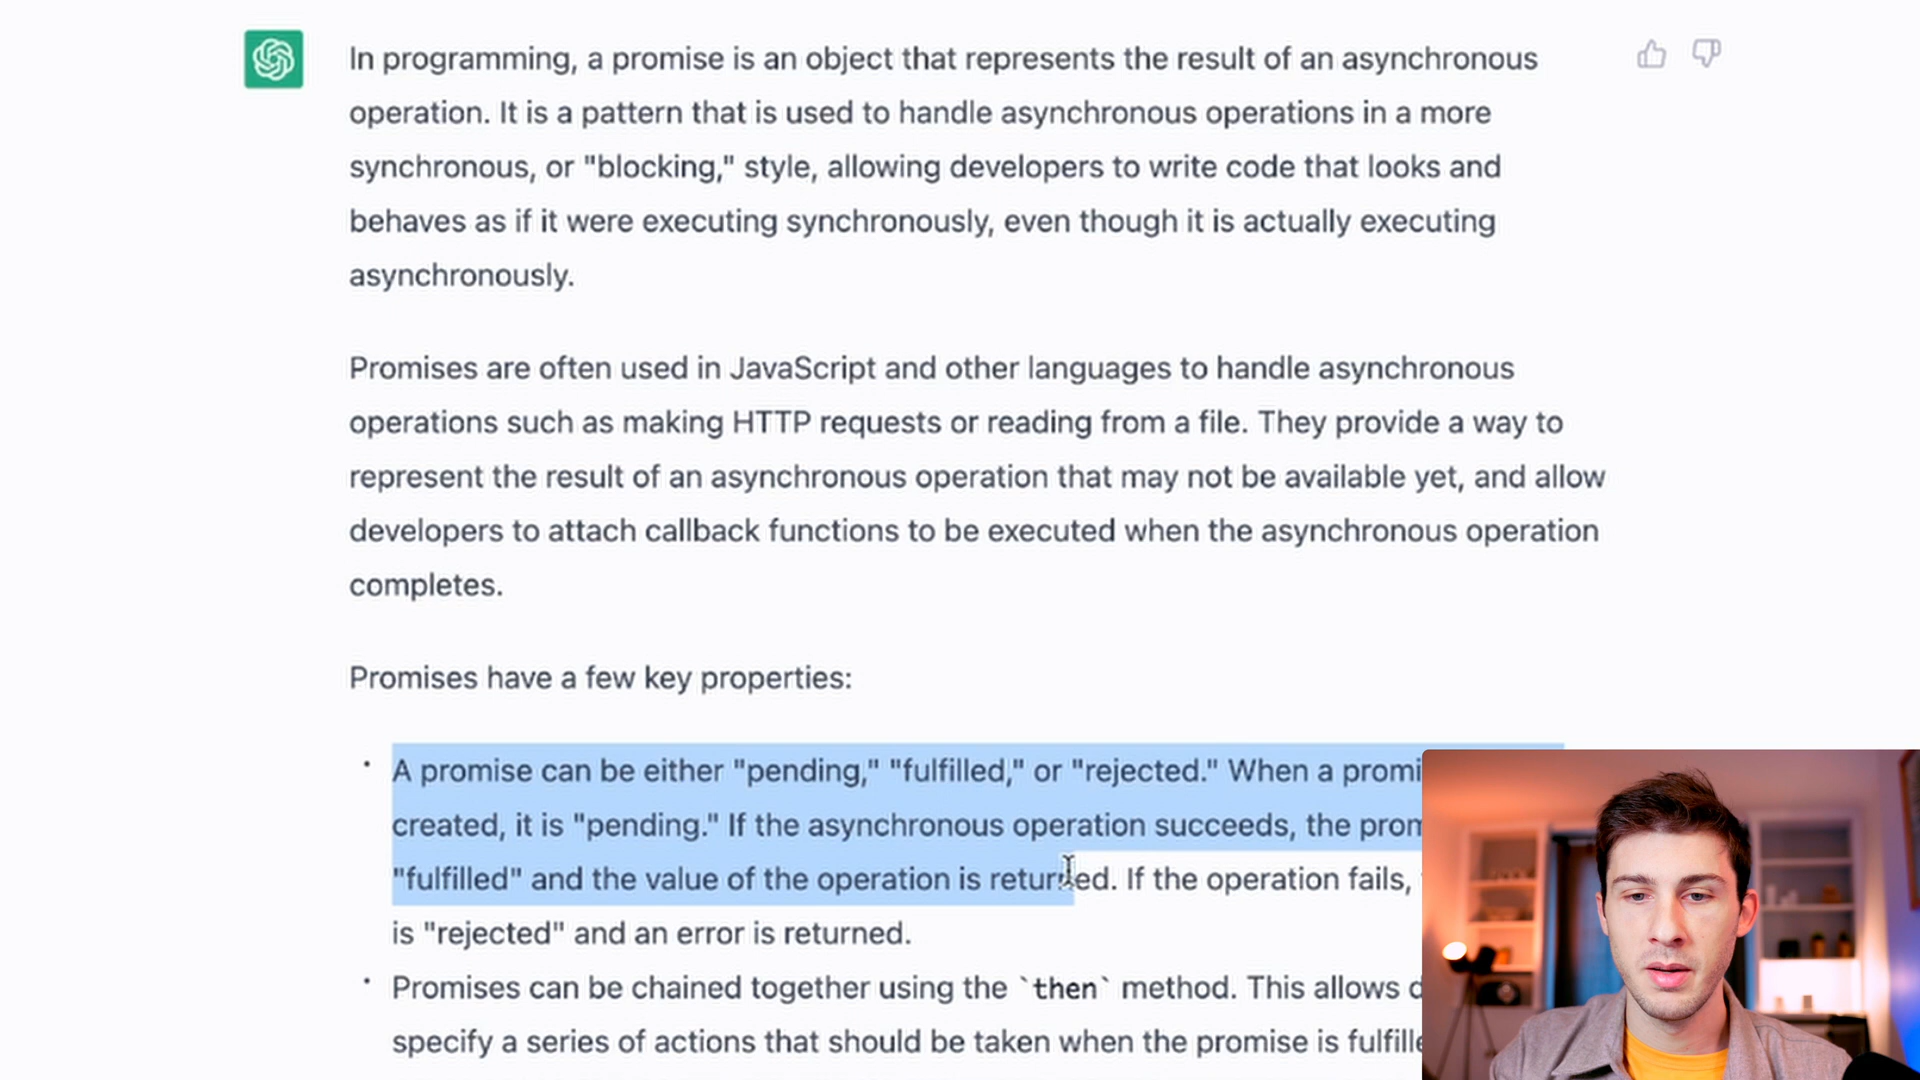 In programming, a promise is an object that represents the result of an asynchronous
operation. It is a pattern that is used to handle asynchronous operations in a more
synchronous, or "blocking," style, allowing developers to write code that looks and
behaves as if it were executing synchronously, even though it is actually executing
asynchronously.
Promises are often used in JavaScript and other languages to handle asynchronous
operations such as making HTTP requests or reading from a file. They provide a way to
represent the result of an asynchronous operation that may not be available yet, and allow
developers to attach callback functions to be executed when the asynchronous operation
completes.
Promises have a few key properties:
• A promise can be either "pending," "fulfilled," or "rejected." When a
created, it is "pending." If the asynchronous operation succeeds, the
"fulfilled" and the value of the operation is returned. If the operation fails,
is "rejected" and an error is returned.
• Promises can be chained together using the `then` method. This allows
specify a series of actions that should be taken when the promise is